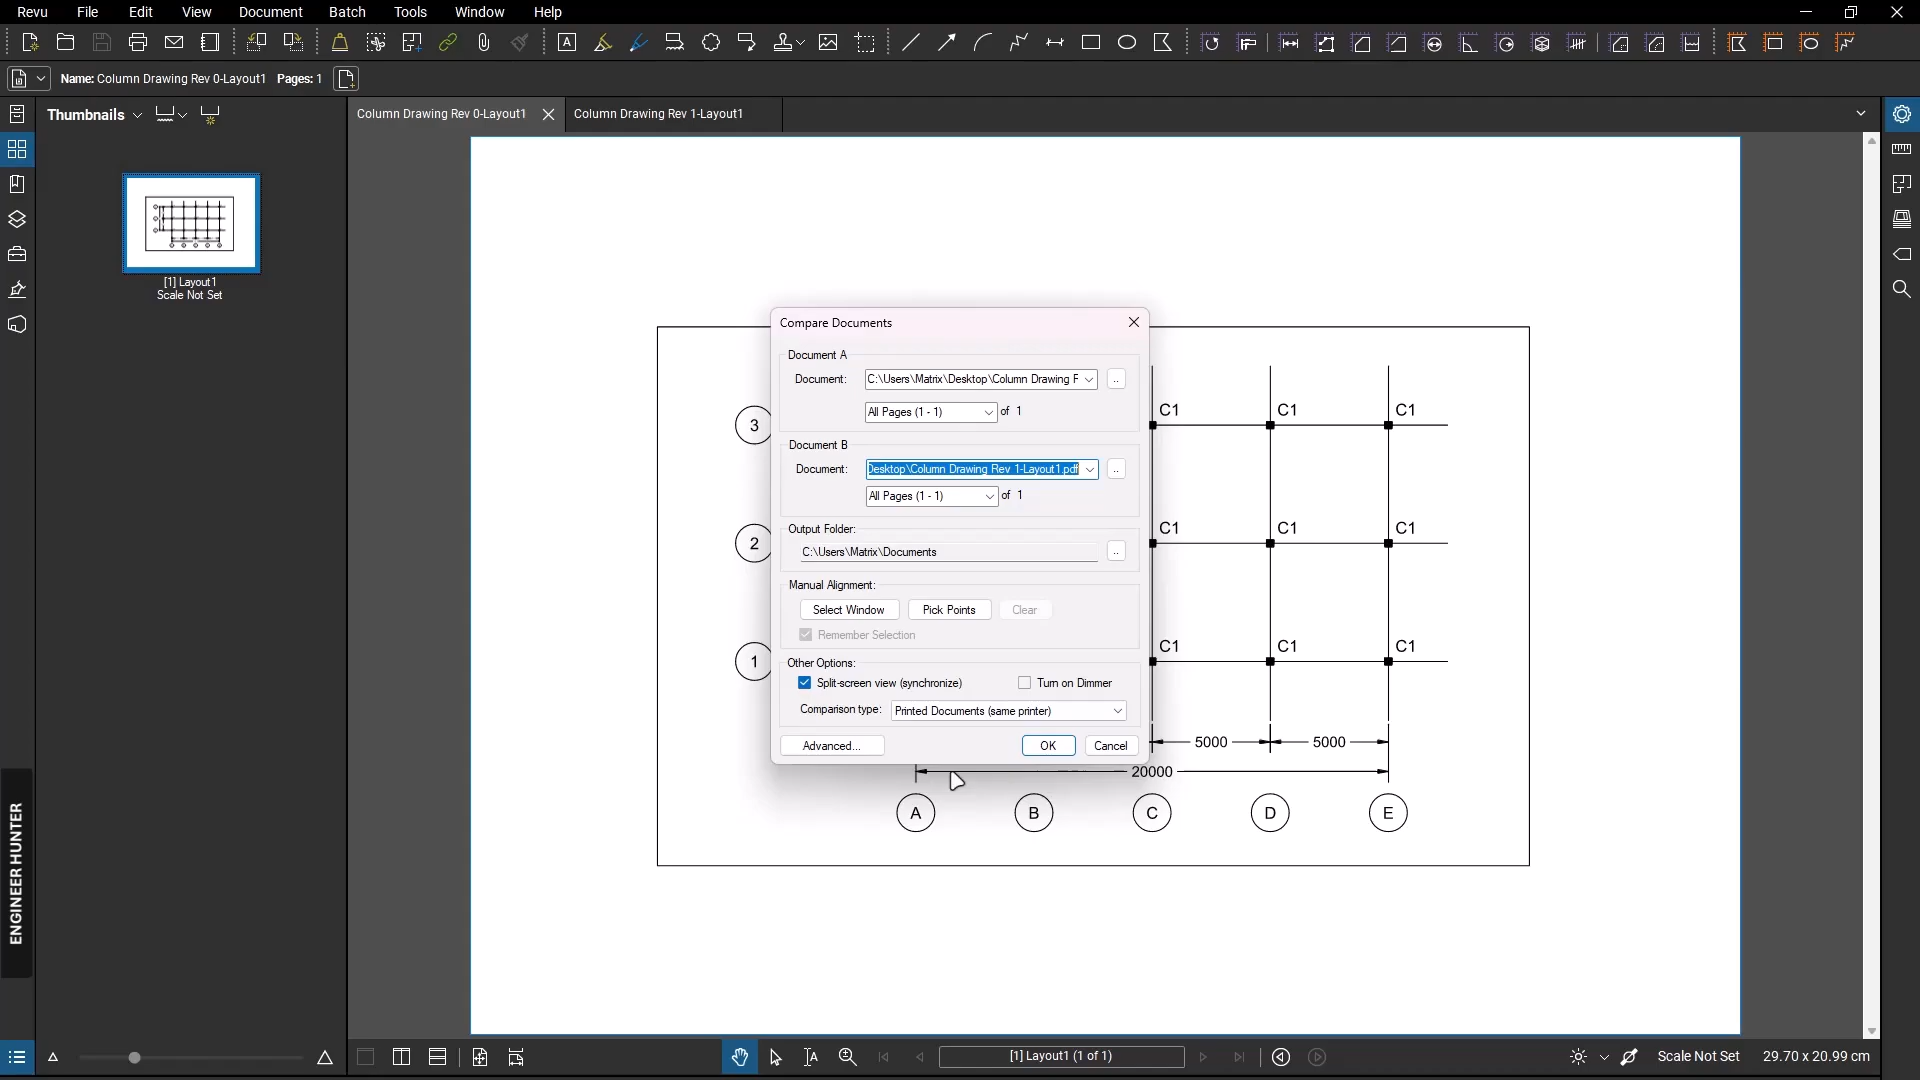 Revu File Edit View Document Batch Tools Window Help
Name: Column Drawing Rev 0-Layout1 Pages: 1
Thumbnails
Column Drawing Rev 0-Layout1
Column Drawing Rev 1-Layout1
[1] Layout1
Scale Not Set
Compare Documents
Document A
Document: C:\Users\Matrix\Desktop\Column Drawing F ..
All Pages (1 - 1) of 1
Document B
Document: Desktop\Column Drawing Rev 1-Layout1.pdf ..
All Pages (1 - 1) of 1
Output Folder:
C:\Users\Matrix\Documents ..
Manual Alignment:
Select Window Pick Points Clear
Remember Selection
Other Options:
Split-screen view (synchronize) Turn on Dimmer
Comparison type: Printed Documents (same printer)
Advanced... OK Cancel
3 C1 C1 C1
2 C1 C1 C1
1 C1 C1 C1
5000 5000
20000
A B C D E
ENGINEER HUNTER
[1] Layout1 (1 of 1)
Scale Not Set 29.70 x 20.99 cm